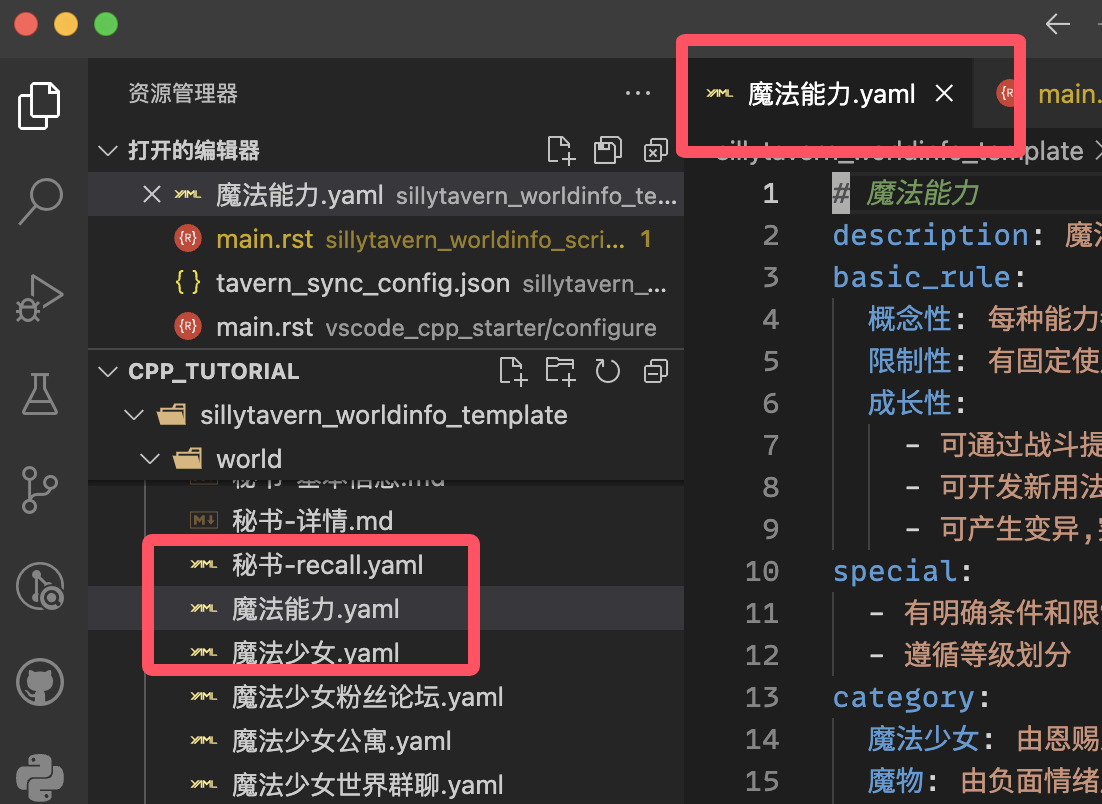 资源管理器
打开的编辑器
魔法能力.yaml sillytavern_worldinfo_te...
main.rst sillytavern_worldinfo_scri... 1
tavern_sync_config.json sillytavern_...
main.rst vscode_cpp_starter/configure
CPP_TUTORIAL
sillytavern_worldinfo_template
world
秘书-基本信息.md
秘书-详情.md
秘书-recall.yaml
魔法能力.yaml
魔法少女.yaml
魔法少女粉丝论坛.yaml
魔法少女公寓.yaml
魔法少女世界群聊.yaml
YAML 魔法能力.yaml
main.
sillytavern_worldinfo_template
1 # 魔法能力
2 description: 魔
3 basic_rule:
4 概念性: 每种能力
5 限制性: 有固定使
6 成长性:
7 - 可通过战斗提
8 - 可开发新用法
9 - 可产生变异,
10 special:
11 - 有明确条件和限
12 - 遵循等级划分
13 category:
14 魔法少女: 由恩赐
15 魔物: 由负面情绪